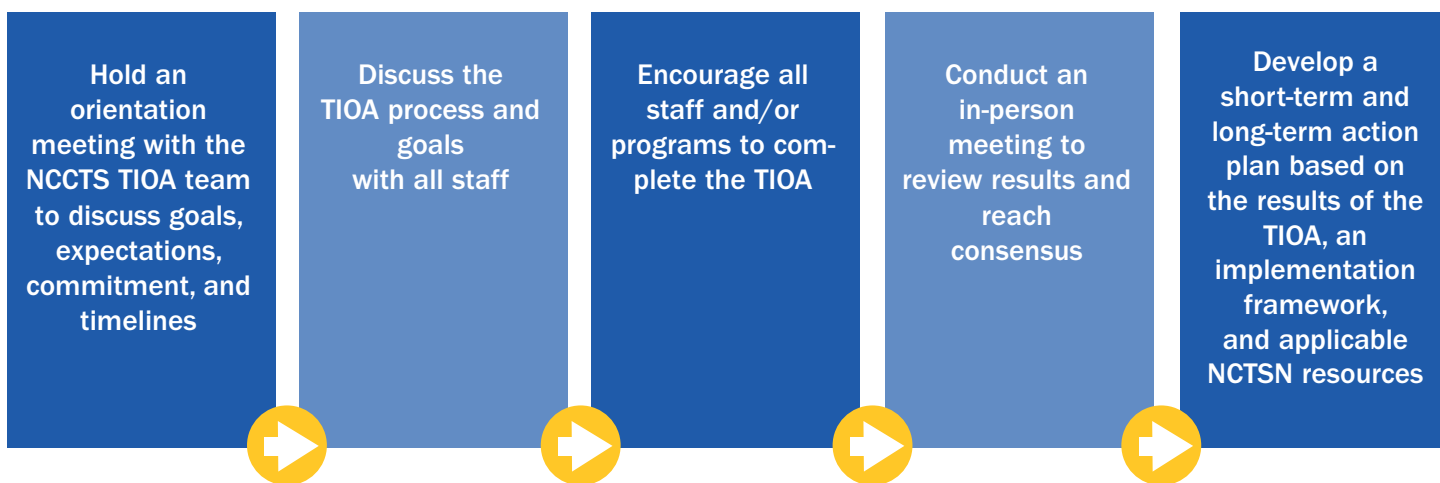 Hold an
orientation
meeting with the
NCCTS TIOA team
to discuss goals,
expectations,
commitment, and
timelines
Discuss the
TIOA process and
goals
with all staff
Encourage all
staff and/or
programs to com-
plete the TIOA
Conduct an
in-person
meeting to
review results and
reach
consensus
Develop a
short-term and
long-term action
plan based on
the results of the
TIOA, an
implementation
framework,
and applicable
NCTSN resources